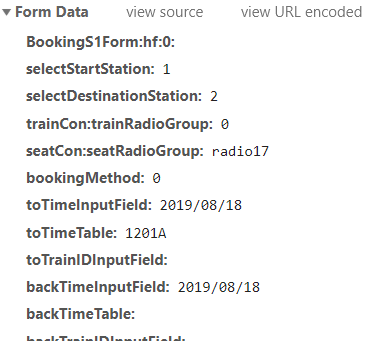 ▼ Form Data view source view URL encoded
BookingS1Form:hf:0:
selectStartStation: 1
selectDestinationStation: 2
trainCon:trainRadioGroup: 0
seatCon:seatRadioGroup: radio17
bookingMethod: 0
toTimeInputField: 2019/08/18
toTimeTable: 1201A
toTrainIDInputField:
backTimeInputField: 2019/08/18
backTimeTable:
backTrainIDInputField: